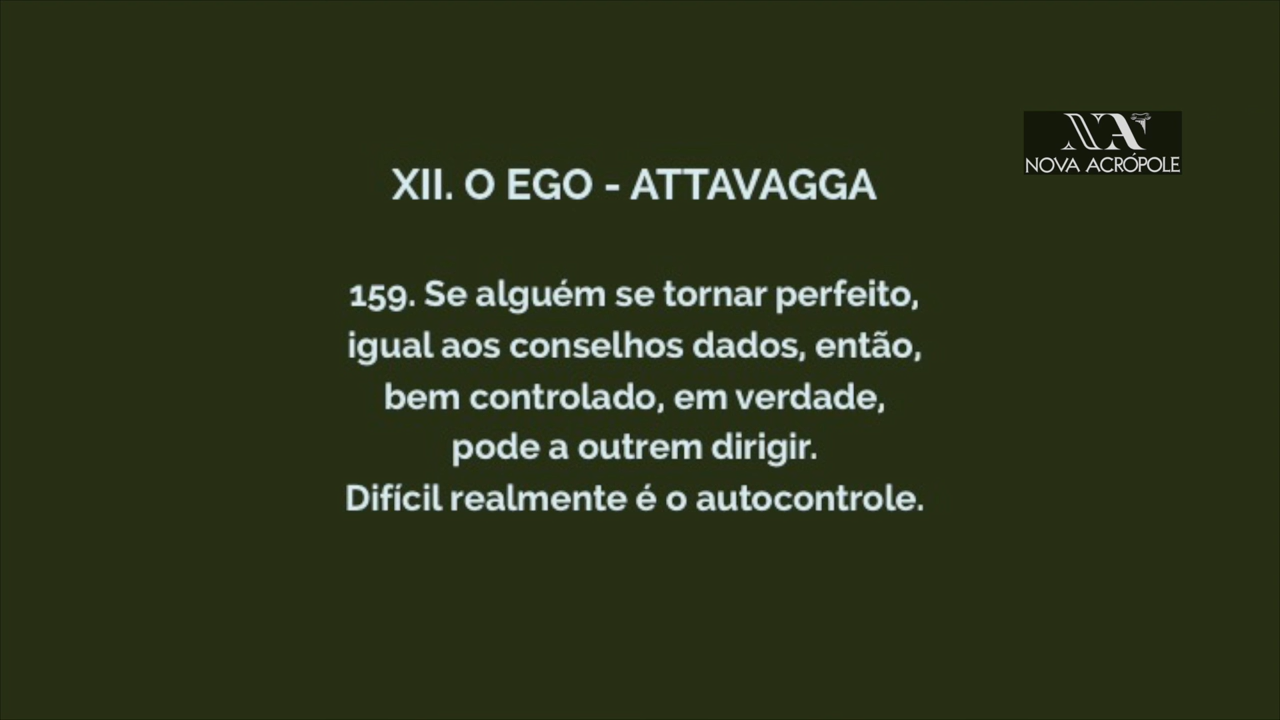 NOVA ACRÓPOLE
XII. O EGO - ATTAVAGGA
159. Se alguém se tornar perfeito,
igual aos conselhos dados, então,
bem controlado, em verdade,
pode a outrem dirigir.
Difícil realmente é o autocontrole.